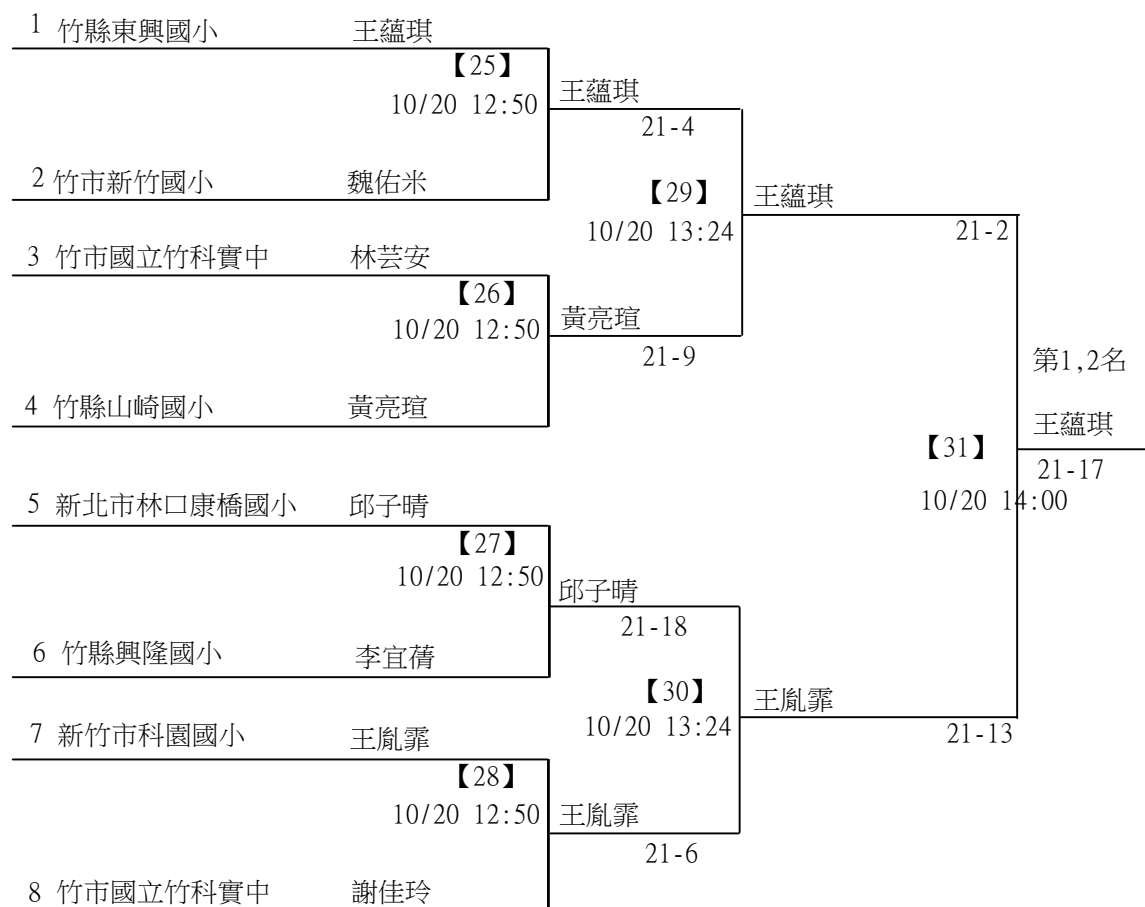 1 竹縣東興國小 王蘊琪
【25】
10/20 12:50 王蘊琪
21-4
2 竹市新竹國小 魏佑米
【29】 王蘊琪
10/20 13:24 21-2
3 竹市國立竹科實中 林芸安
【26】
10/20 12:50 黃亮瑄
21-9
第1,2名
4 竹縣山崎國小 黃亮瑄
王蘊琪
【31】
21-17
10/20 14:00
5 新北市林口康橋國小 邱子晴
【27】
10/20 12:50 邱子晴
21-18
6 竹縣興隆國小 李宜蒨
【30】 王胤霏
10/20 13:24 21-13
7 新竹市科園國小 王胤霏
【28】
10/20 12:50 王胤霏
21-6
8 竹市國立竹科實中 謝佳玲